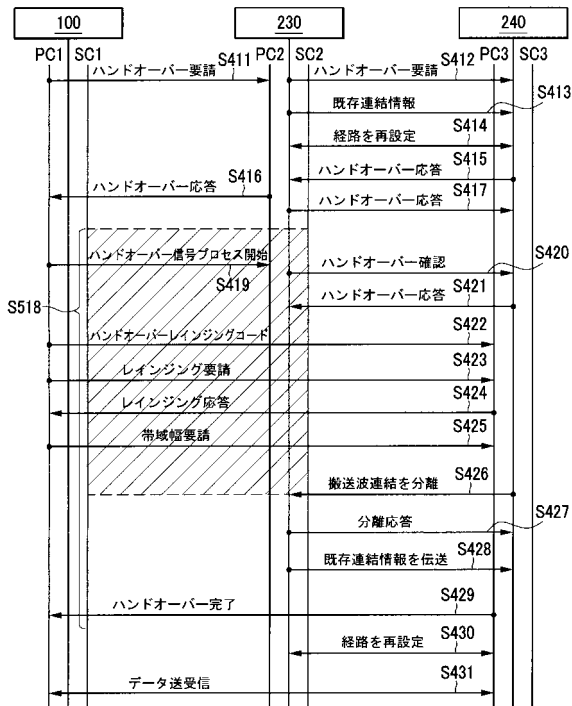 100 230 240
PC1 SC1 PC2 SC2 PC3 SC3
ハンドオーバー要請 S411
ハンドオーバー要請 S412
既存連結情報 S413
経路を再設定 S414
ハンドオーバー応答 S415
ハンドオーバー応答 S416
ハンドオーバー応答 S417
S518
ハンドオーバー信号プロセス開始
S419
ハンドオーバー確認 S420
ハンドオーバー応答 S421
ハンドオーバーレインジングコード S422
レインジング要請 S423
レインジング応答 S424
帯域幅要請 S425
搬送波連結を分離 S426
分離応答 S427
既存連結情報を伝送 S428
ハンドオーバー完了 S429
経路を再設定 S430
データ送受信 S431